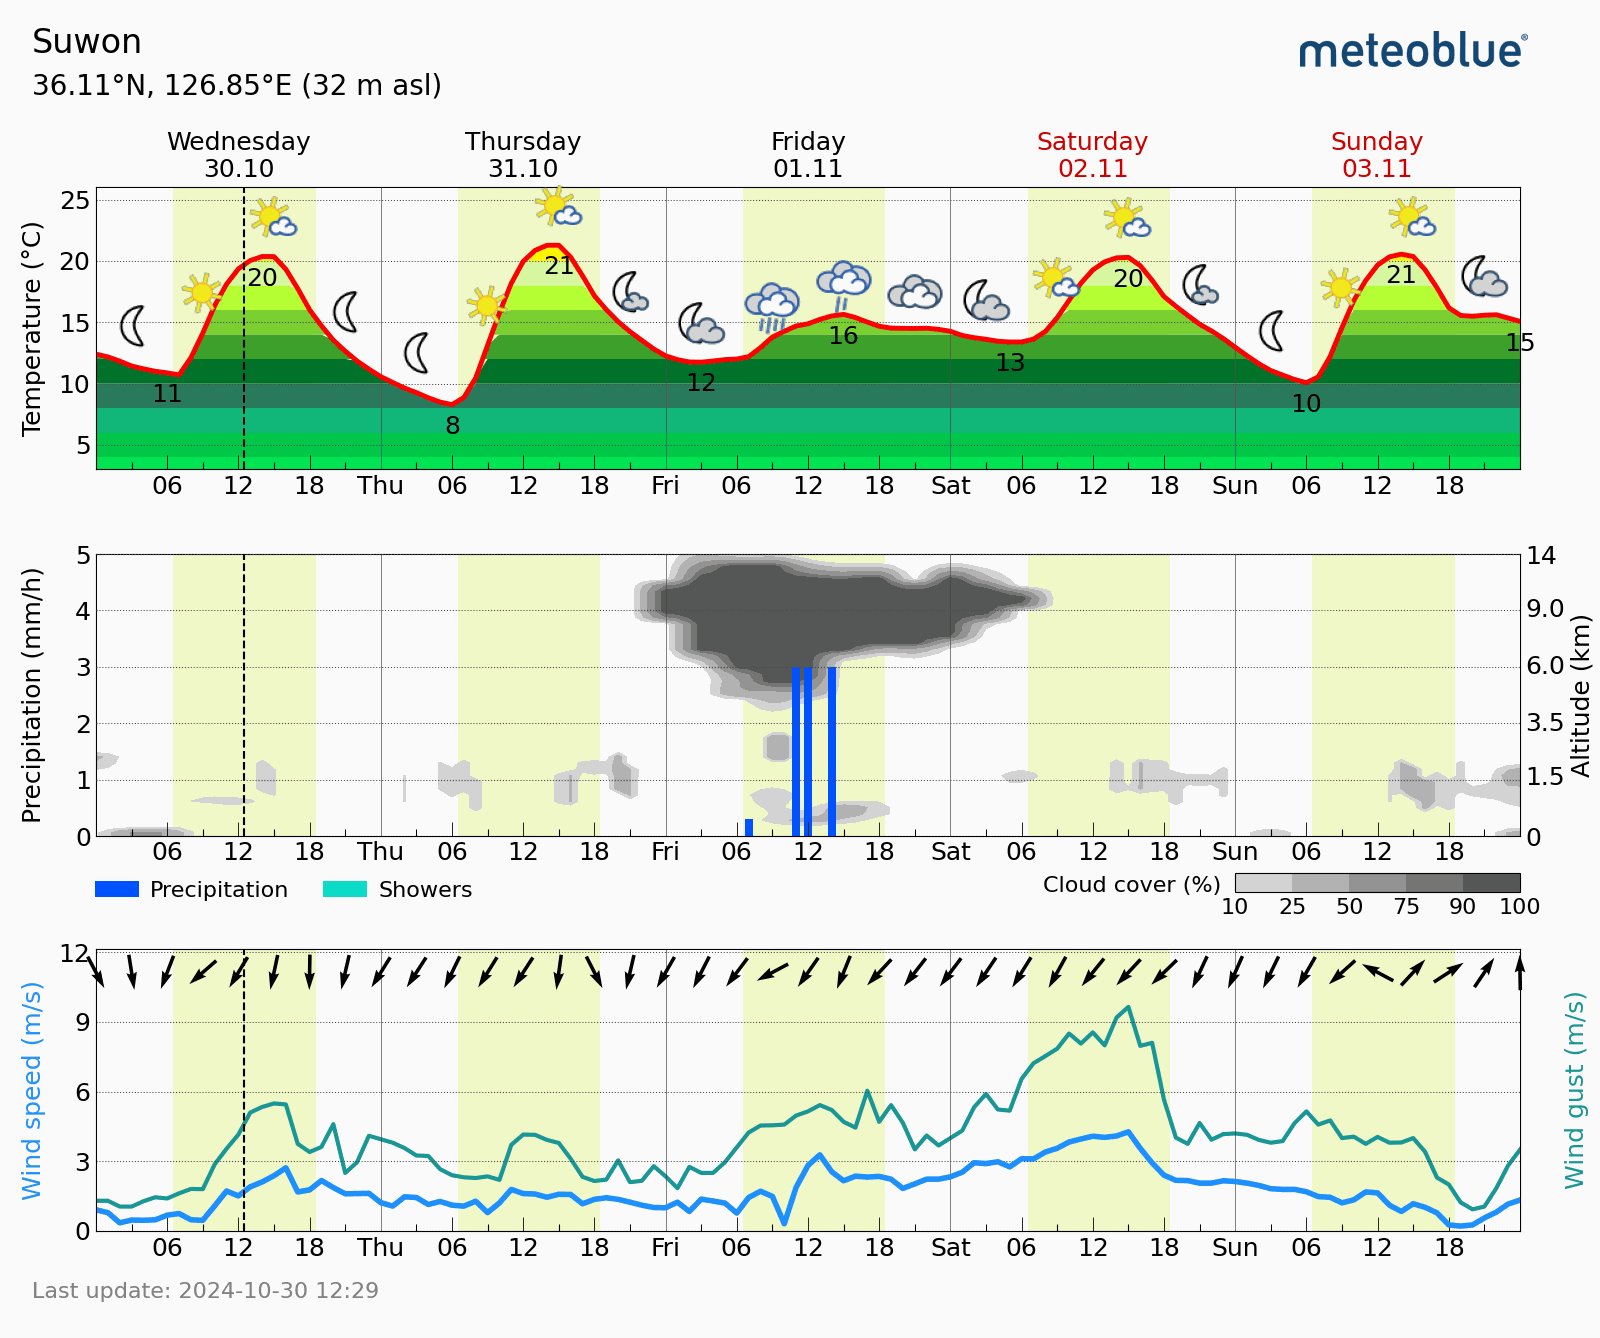 Suwon
meteoblue®
36.11°N, 126.85°E (32 m asl)
Wednesday Thursday Friday Saturday Sunday
30.10 31.10 01.11 02.11 03.11
Temperature (°C)
25
20
15
10
5
20 21 16 20 21 15
11 8 12 13 10
06 12 18 Thu 06 12 18 Fri 06 12 18 Sat 06 12 18 Sun 06 12 18
Precipitation (mm/h)
5
4
3
2
1
0
14
9.0
6.0
3.5
1.5
0
Altitude (km)
06 12 18 Thu 06 12 18 Fri 06 12 18 Sat 06 12 18 Sun 06 12 18
Precipitation Showers
Cloud cover (%)
10 25 50 75 90 100
Wind speed (m/s)
12
9
6
3
0
Wind gust (m/s)
06 12 18 Thu 06 12 18 Fri 06 12 18 Sat 06 12 18 Sun 06 12 18
Last update: 2024-10-30 12:29